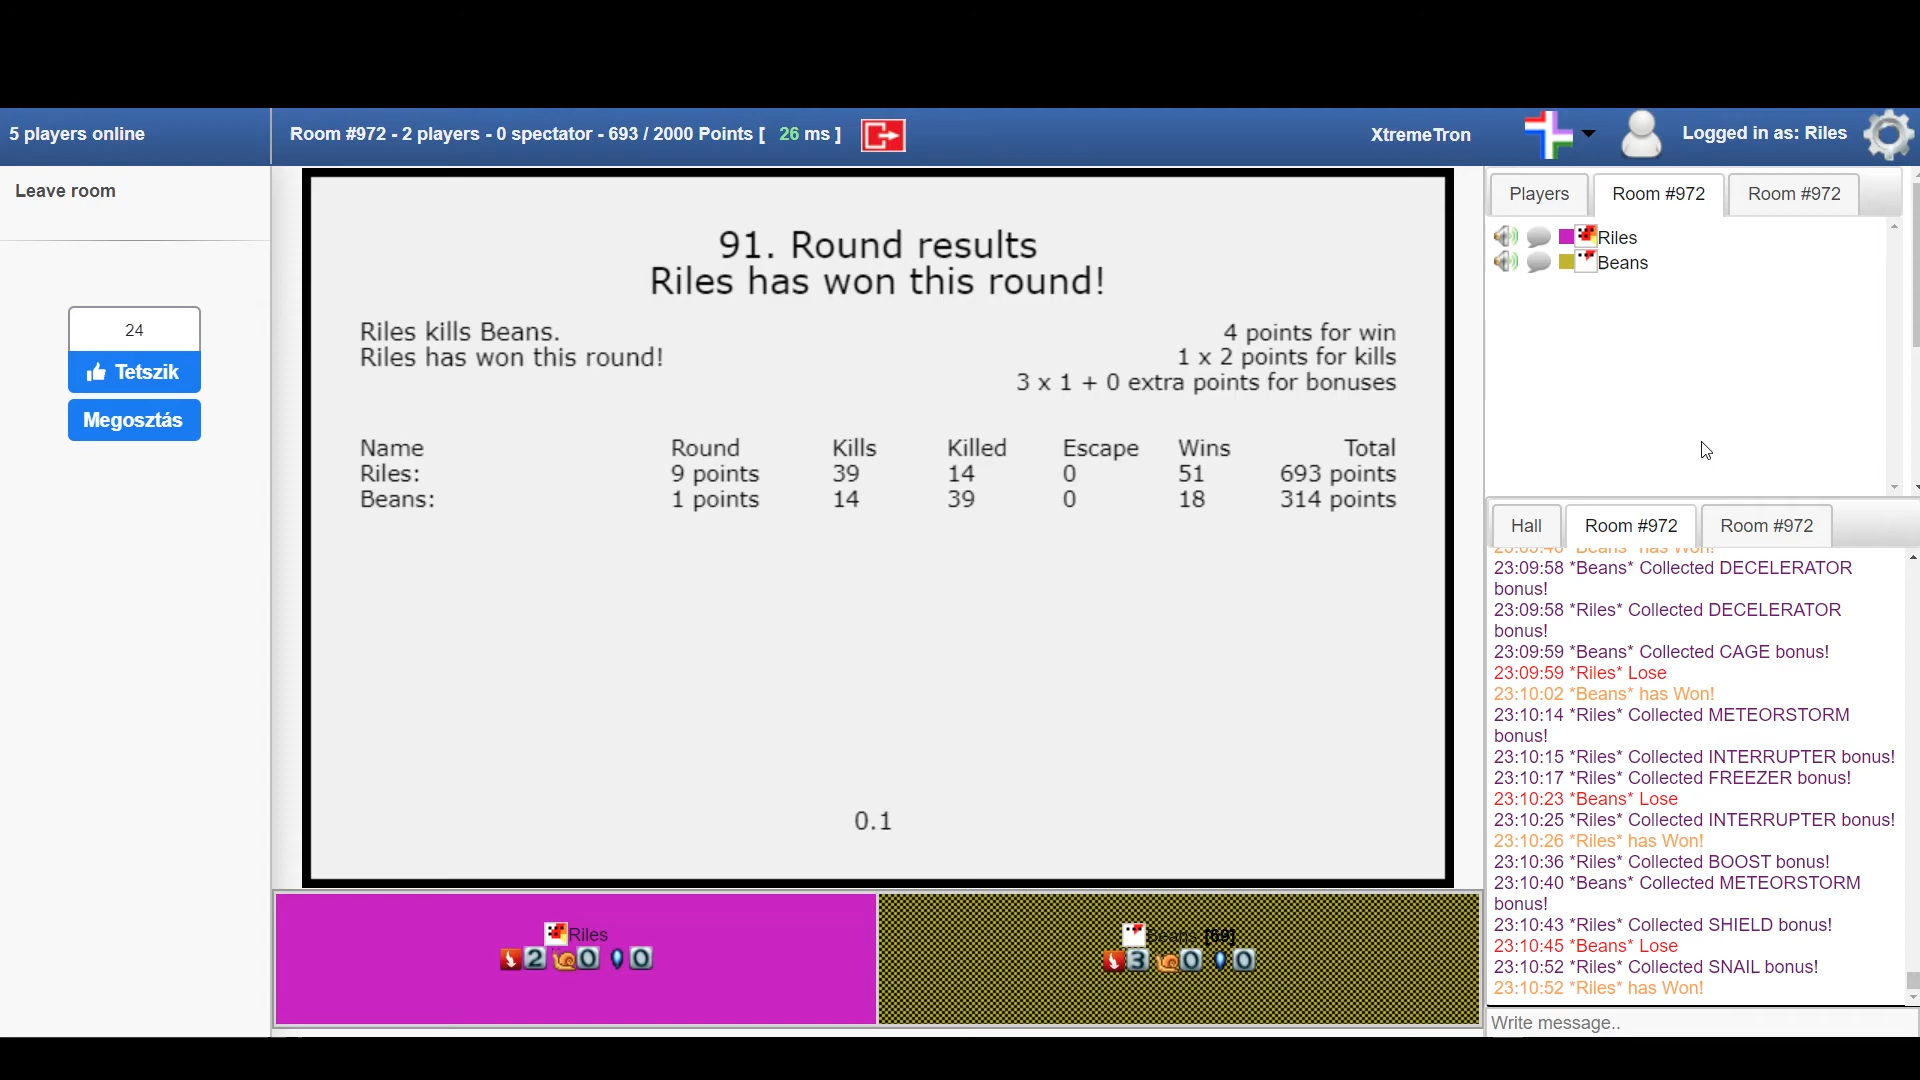 5 players online
Room #972 - 2 players - 0 spectator - 693 / 2000 Points [ 26 ms ]
XtremeTron
Logged in as: Riles
Leave room
24
Tetszik
Megosztás
91. Round results
Riles has won this round!
Riles kills Beans.
Riles has won this round!
4 points for win
1 x 2 points for kills
3 x 1 + 0 extra points for bonuses
Name Round Kills Killed Escape Wins Total
Riles: 9 points 39 14 0 51 693 points
Beans: 1 points 14 39 0 18 314 points
0.1
Riles
2 0 0
Beans [69]
3 0 0
Players Room #972 Room #972
Riles
Beans
Hall Room #972 Room #972
*Beans* has Won!
23:09:58 *Beans* Collected DECELERATOR
bonus!
23:09:58 *Riles* Collected DECELERATOR
bonus!
23:09:59 *Beans* Collected CAGE bonus!
23:09:59 *Riles* Lose
23:10:02 *Beans* has Won!
23:10:14 *Riles* Collected METEORSTORM
bonus!
23:10:15 *Riles* Collected INTERRUPTER bonus!
23:10:17 *Riles* Collected FREEZER bonus!
23:10:23 *Beans* Lose
23:10:25 *Riles* Collected INTERRUPTER bonus!
23:10:26 *Riles* has Won!
23:10:36 *Riles* Collected BOOST bonus!
23:10:40 *Beans* Collected METEORSTORM
bonus!
23:10:43 *Riles* Collected SHIELD bonus!
23:10:45 *Beans* Lose
23:10:52 *Riles* Collected SNAIL bonus!
23:10:52 *Riles* has Won!
Write message..